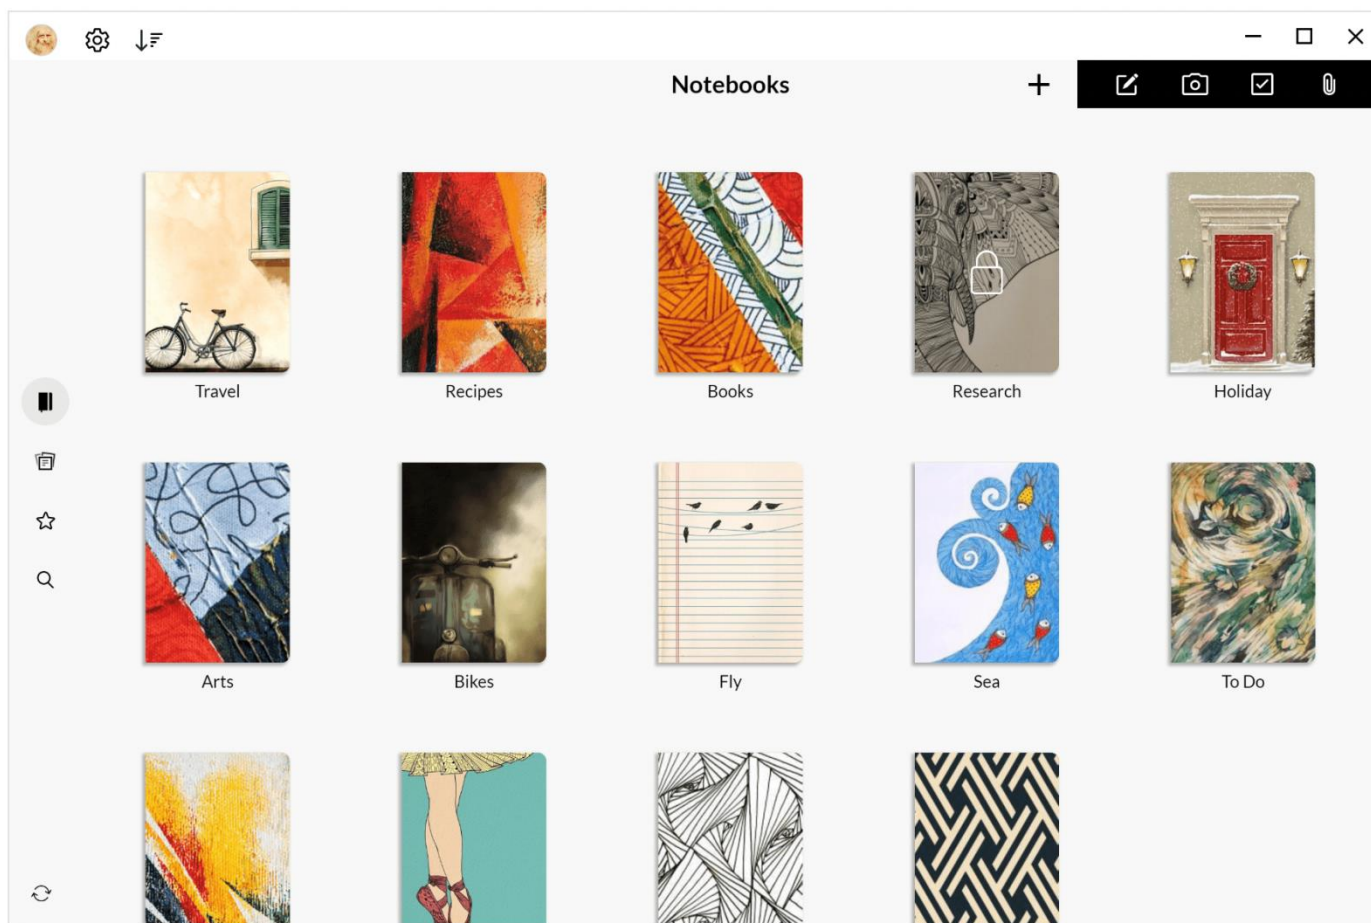 Notebooks
Travel
Recipes
Books
Research
Holiday
Arts
Bikes
Fly
Sea
To Do